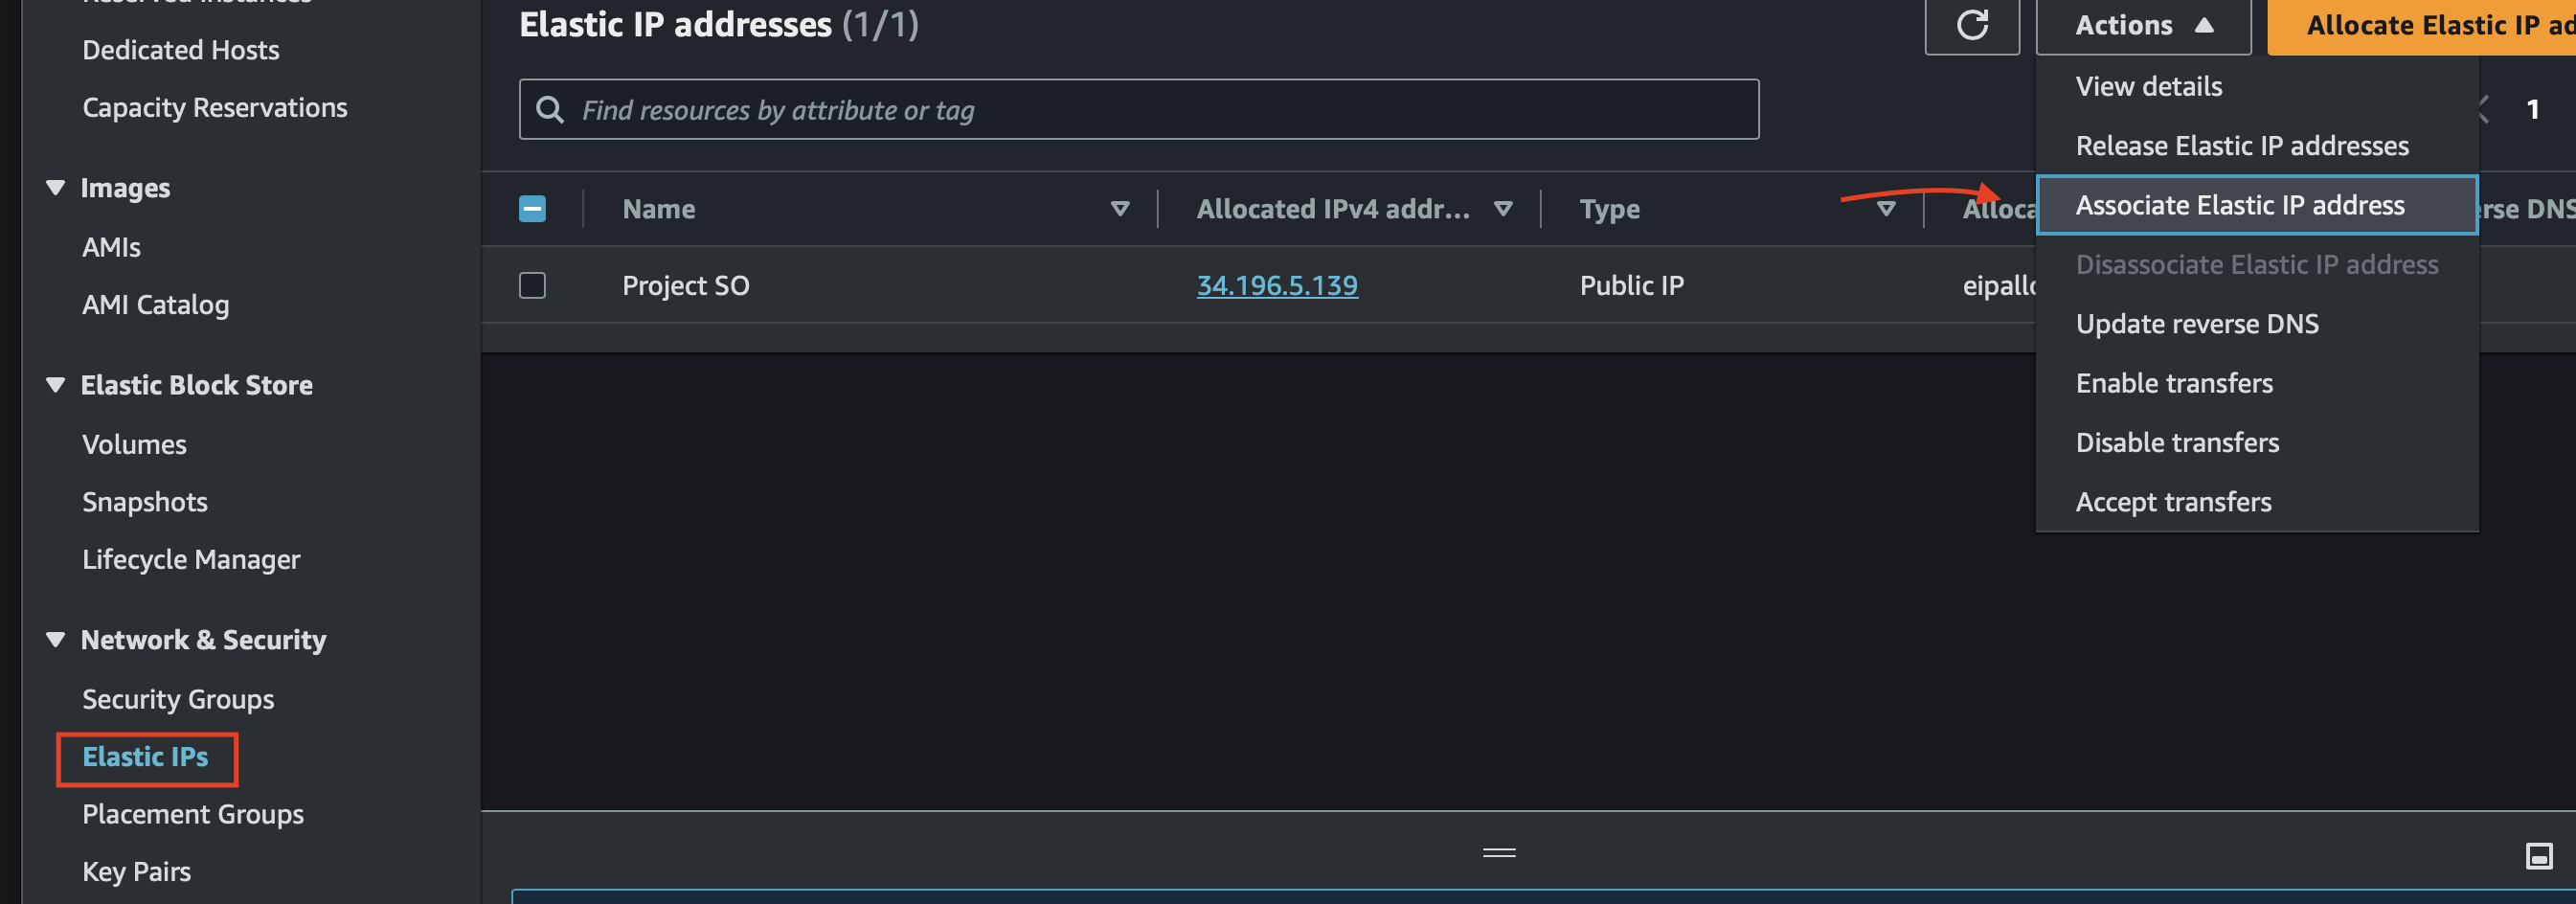 Reserved Instances
Dedicated Hosts
Capacity Reservations
Images
AMIs
AMI Catalog
Elastic Block Store
Volumes
Snapshots
Lifecycle Manager
Network & Security
Security Groups
Elastic IPs
Placement Groups
Key Pairs
Elastic IP addresses (1/1)
Actions
Allocate Elastic IP ad
Find resources by attribute or tag
1
Name
Allocated IPv4 addr...
Type
Alloca
erse DNS
Project SO
34.196.5.139
Public IP
eipallo
View details
Release Elastic IP addresses
Associate Elastic IP address
Disassociate Elastic IP address
Update reverse DNS
Enable transfers
Disable transfers
Accept transfers